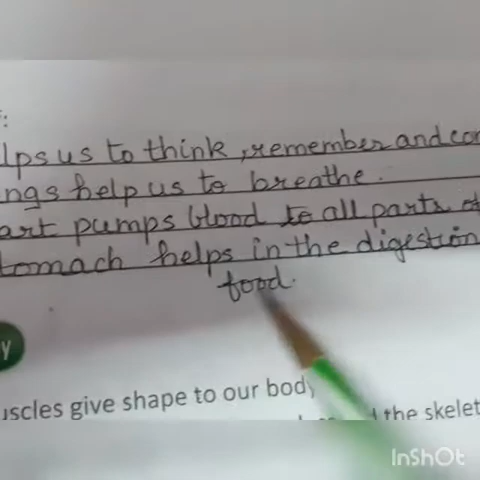 lps us to think, remember and con
ngs help us to breathe.
art pumps blood to all parts of
tomach helps in the digestion
food.
y
uscles give shape to our body
the skelet
InShOt